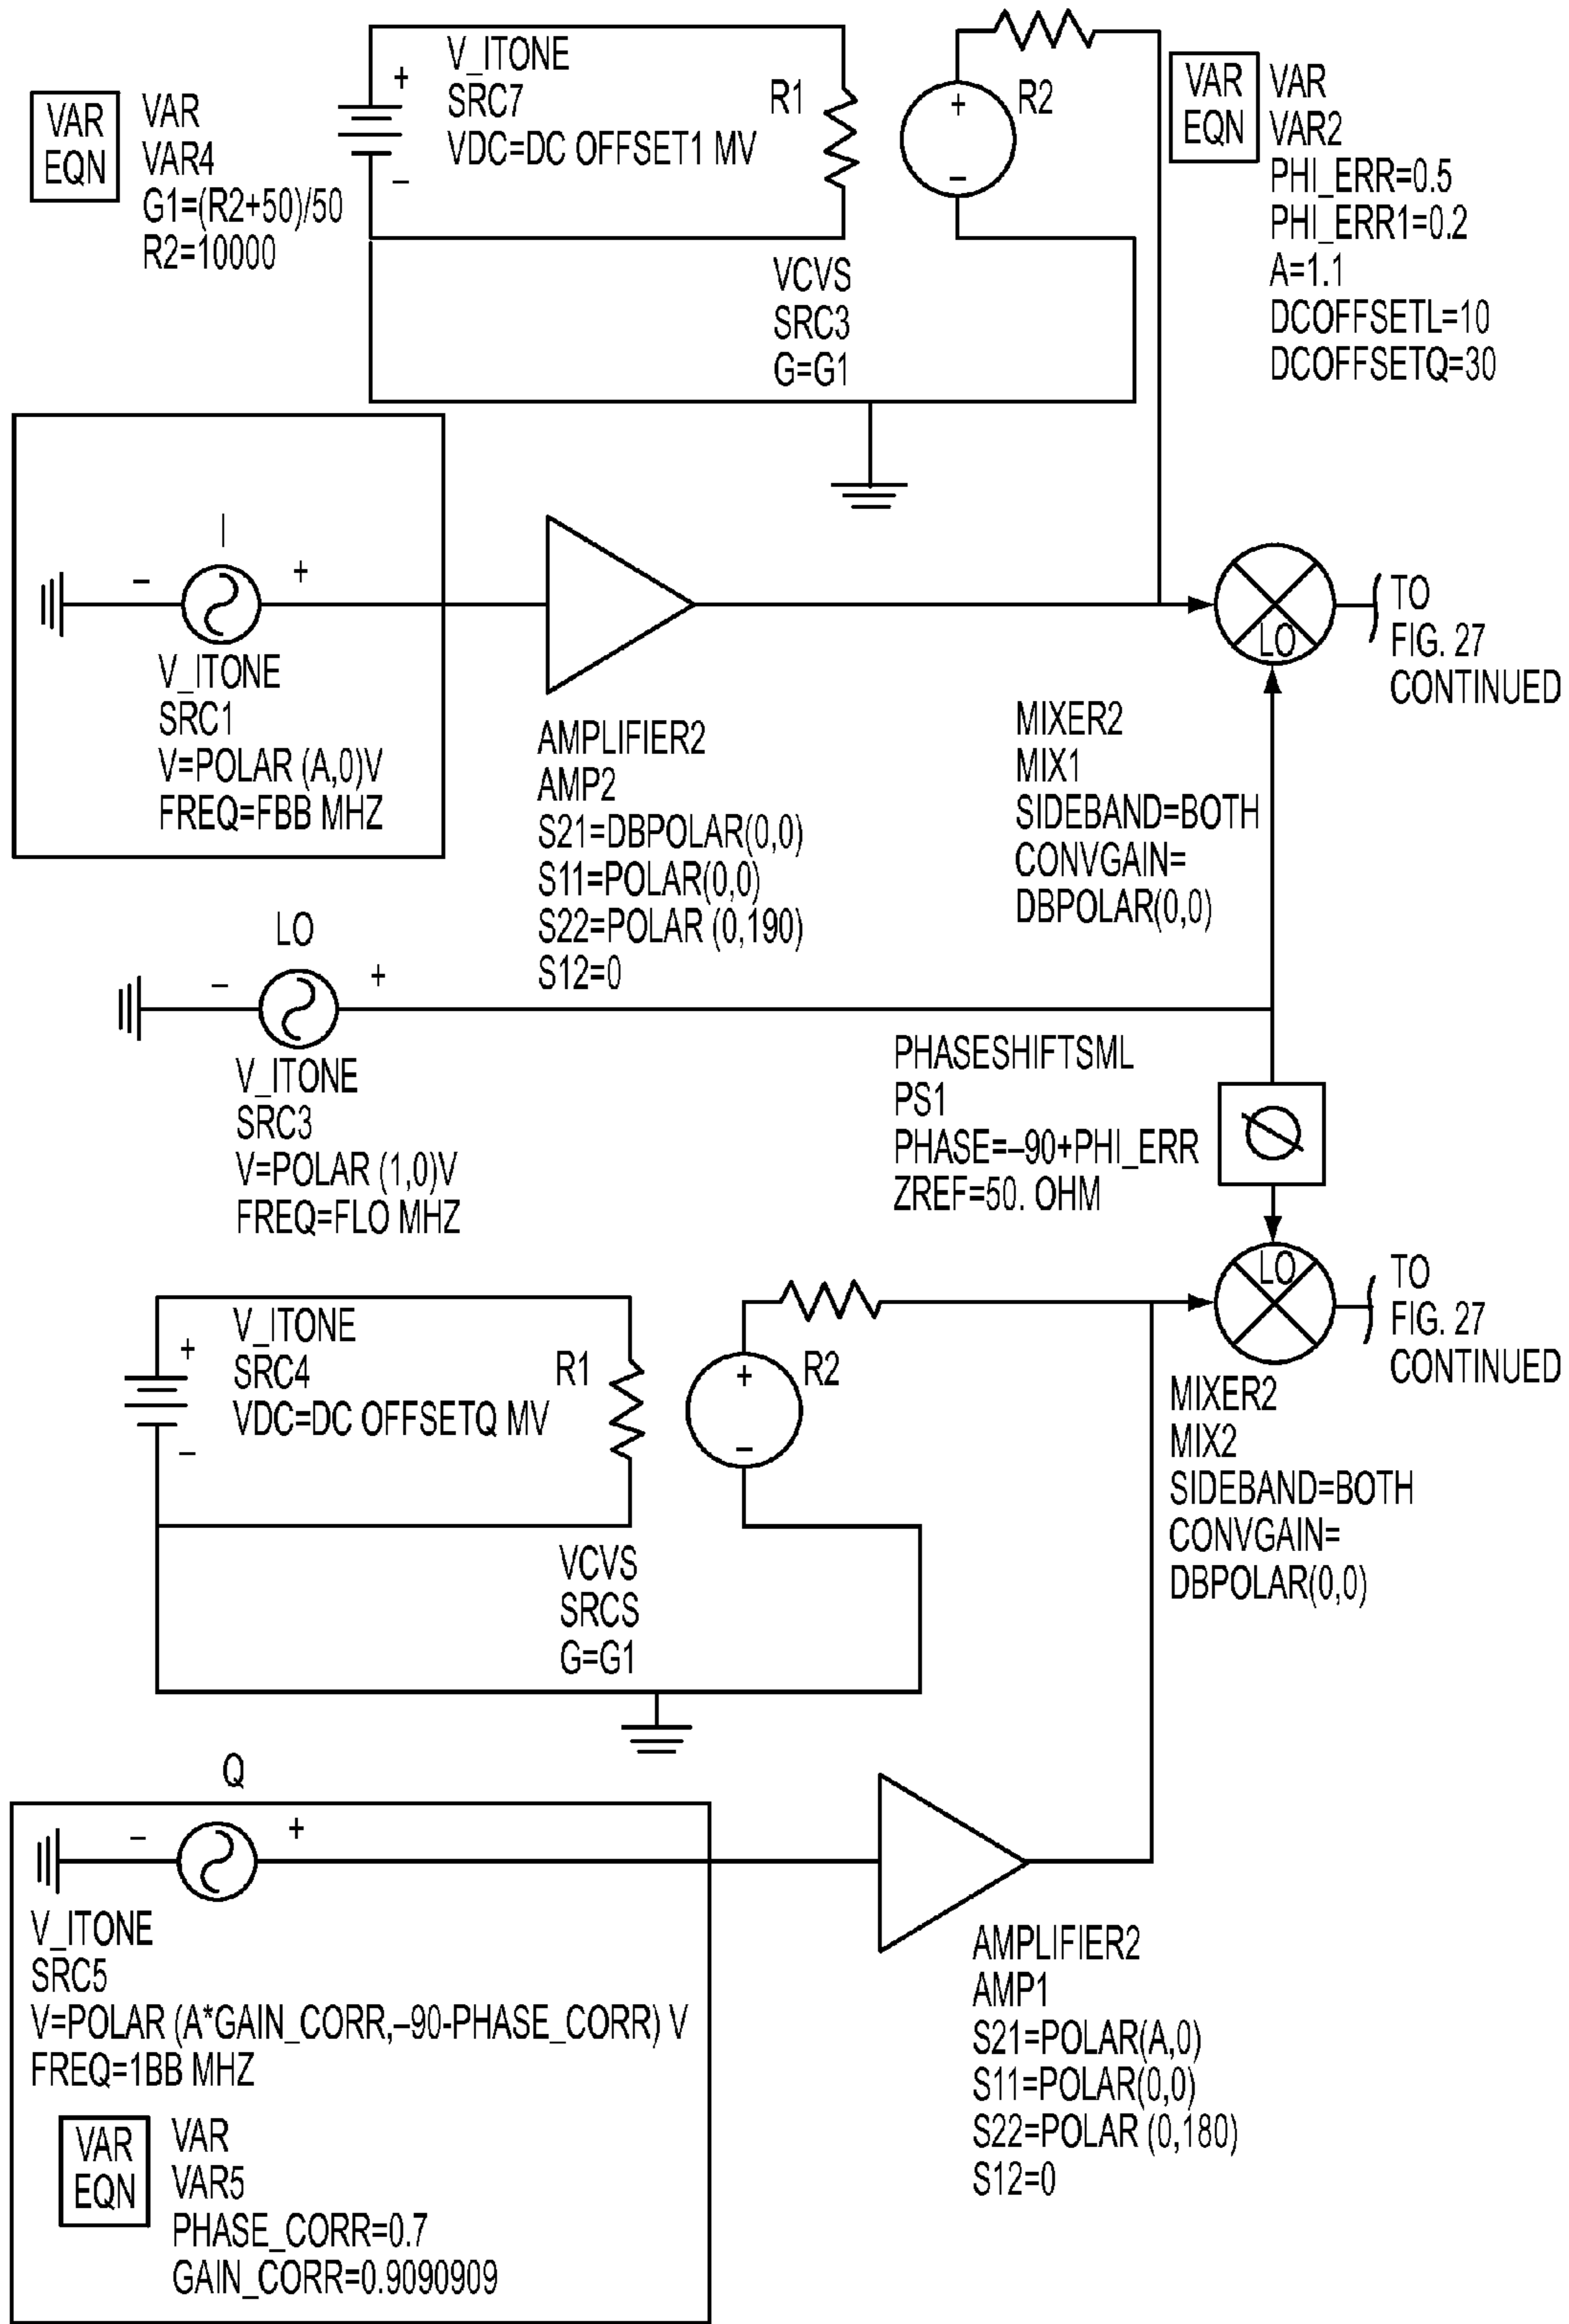 VAR
EQN
VAR
VAR4
G1=(R2+50)/50
R2=10000
+
–
V_ITONE
SRC7
VDC=DC OFFSET1 MV
R1
+
–
R2
VCVS
SRC3
G=G1
VAR
EQN
VAR
VAR2
PHI_ERR=0.5
PHI_ERR1=0.2
A=1.1
DCOFFSETL=10
DCOFFSETQ=30
I
–
+
V_ITONE
SRC1
V=POLAR (A,0)V
FREQ=FBB MHZ
AMPLIFIER2
AMP2
S21=DBPOLAR(0,0)
S11=POLAR(0,0)
S22=POLAR (0,190)
S12=0
LO
TO
FIG. 27
CONTINUED
MIXER2
MIX1
SIDEBAND=BOTH
CONVGAIN=
DBPOLAR(0,0)
LO
–
+
V_ITONE
SRC3
V=POLAR (1,0)V
FREQ=FLO MHZ
PHASESHIFTSML
PS1
PHASE=–90+PHI_ERR
ZREF=50. OHM
LO
TO
FIG. 27
CONTINUED
+
–
V_ITONE
SRC4
VDC=DC OFFSETQ MV
R1
+
–
R2
VCVS
SRCS
G=G1
MIXER2
MIX2
SIDEBAND=BOTH
CONVGAIN=
DBPOLAR(0,0)
Q
–
+
V_ITONE
SRC5
V=POLAR (A*GAIN_CORR,–90-PHASE_CORR) V
FREQ=1BB MHZ
VAR
EQN
VAR
VAR5
PHASE_CORR=0.7
GAIN_CORR=0.9090909
AMPLIFIER2
AMP1
S21=POLAR(A,0)
S11=POLAR(0,0)
S22=POLAR (0,180)
S12=0